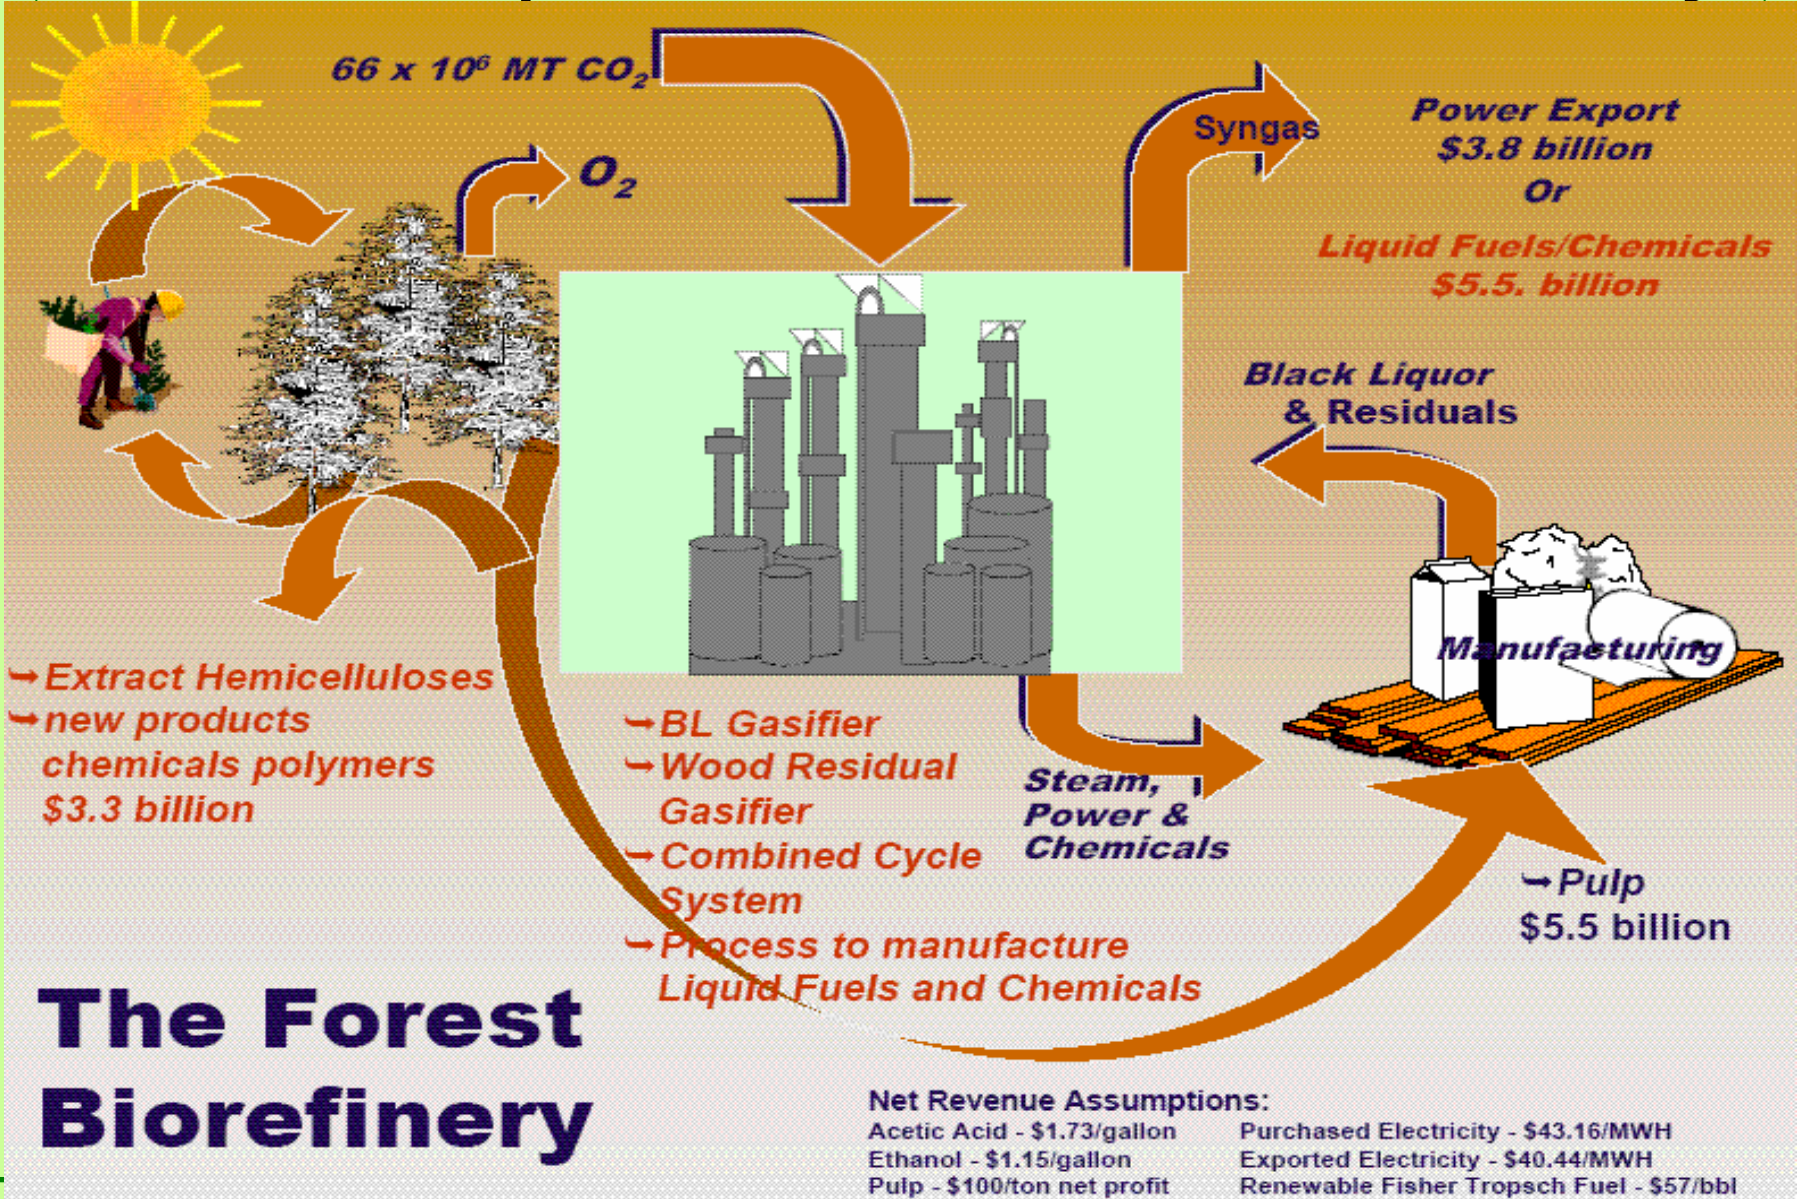 66 x 10⁶ MT CO₂
O₂
Syngas
Power Export
$3.8 billion
Or
Liquid Fuels/Chemicals
$5.5. billion
Black Liquor
& Residuals
Manufacturing
Extract Hemicelluloses
new products
chemicals polymers
$3.3 billion
BL Gasifier
Wood Residual
Gasifier
Combined Cycle
System
Process to manufacture
Liquid Fuels and Chemicals
Steam,
Power &
Chemicals
Pulp
$5.5 billion
The Forest
Biorefinery
Net Revenue Assumptions:
Acetic Acid - $1.73/gallon
Ethanol - $1.15/gallon
Pulp - $100/ton net profit
Purchased Electricity - $43.16/MWH
Exported Electricity - $40.44/MWH
Renewable Fisher Tropsch Fuel - $57/bbl